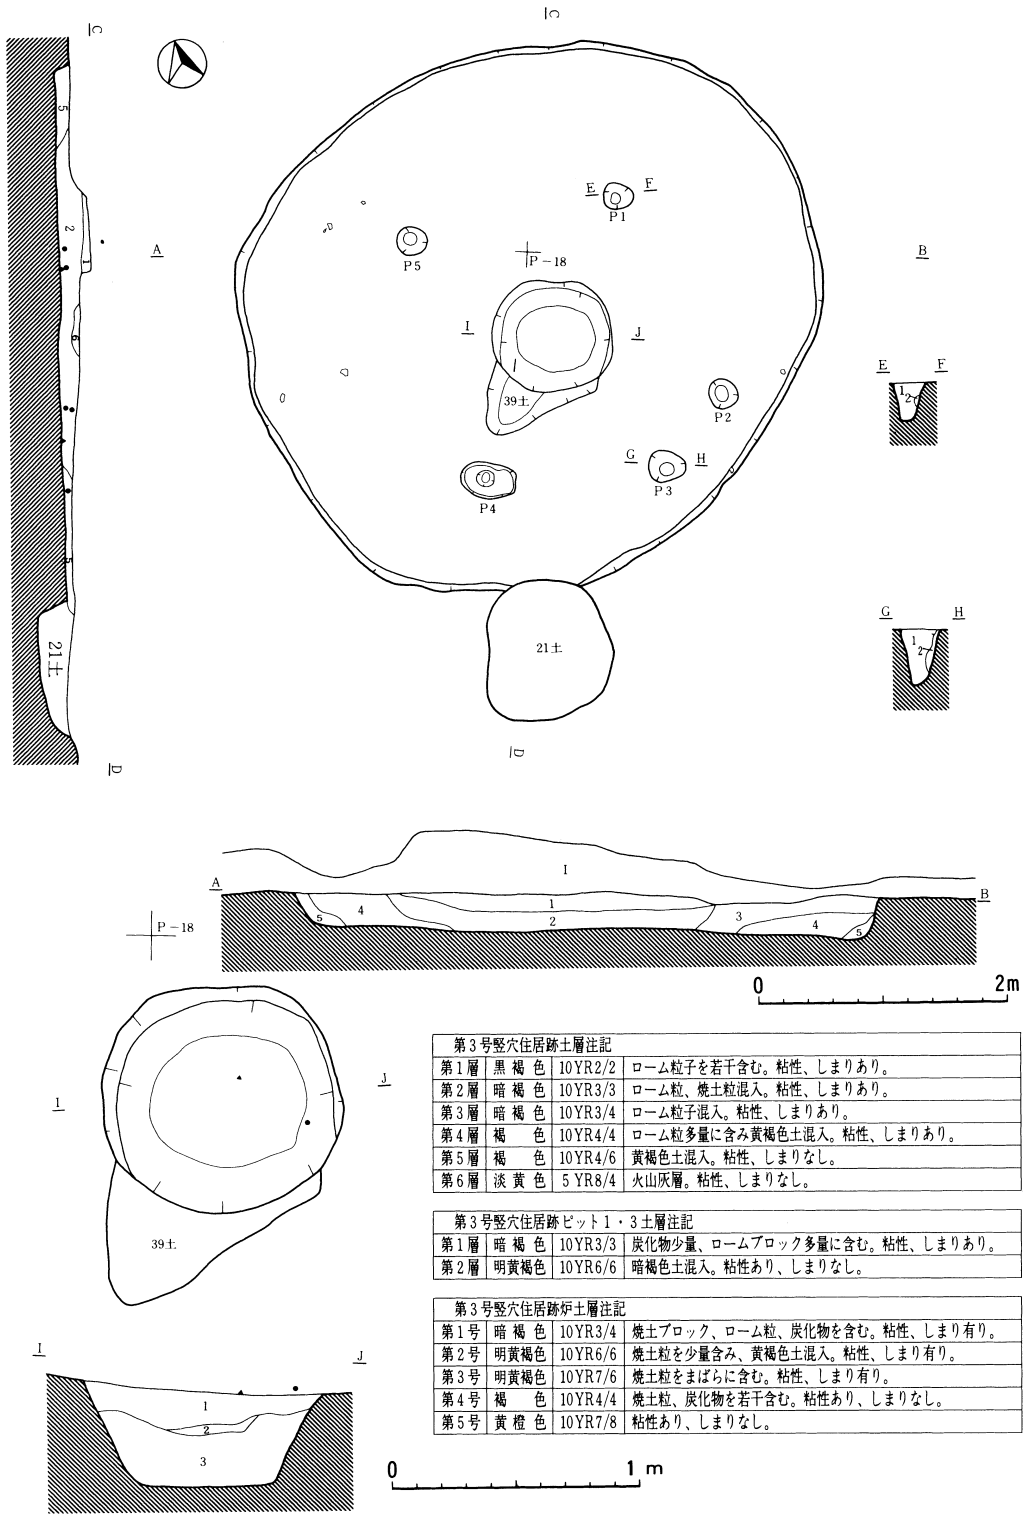 C
C
5
2
1
6
5
21土
D
A
B
E F
P1
P5
P-18
I J
39土
P2
G H
P3
P4
21土
D
E F
1
2
G H
1
2
A
B
I
1
2
3
4
4
5
5
P-18
0 2m
I
J
39土
I
J
1
2
3
0 1 m
第3号竪穴住居跡土層注記
第1層 黒褐色 10YR2/2 ローム粒子を若干含む。粘性、しまりあり。
第2層 暗褐色 10YR3/3 ローム粒、焼土粒混入。粘性、しまりあり。
第3層 暗褐色 10YR3/4 ローム粒子混入。粘性、しまりあり。
第4層 褐色 10YR4/4 ローム粒多量に含み黄褐色土混入。粘性、しまりあり。
第5層 褐色 10YR4/6 黄褐色土混入。粘性、しまりなし。
第6層 淡黄色 5YR8/4 火山灰層。粘性、しまりなし。
第3号竪穴住居跡ピット1・3土層注記
第1層 暗褐色 10YR3/3 炭化物少量、ロームブロック多量に含む。粘性、しまりあり。
第2層 明黄褐色 10YR6/6 暗褐色土混入。粘性あり、しまりなし。
第3号竪穴住居跡炉土層注記
第1号 暗褐色 10YR3/4 焼土ブロック、ローム粒、炭化物を含む。粘性、しまり有り。
第2号 明黄褐色 10YR6/6 焼土粒を少量含み、黄褐色土混入。粘性、しまり有り。
第3号 明黄褐色 10YR7/6 焼土粒をまばらに含む。粘性、しまり有り。
第4号 褐色 10YR4/4 焼土粒、炭化物を若干含む。粘性あり、しまりなし。
第5号 黄橙色 10YR7/8 粘性あり、しまりなし。